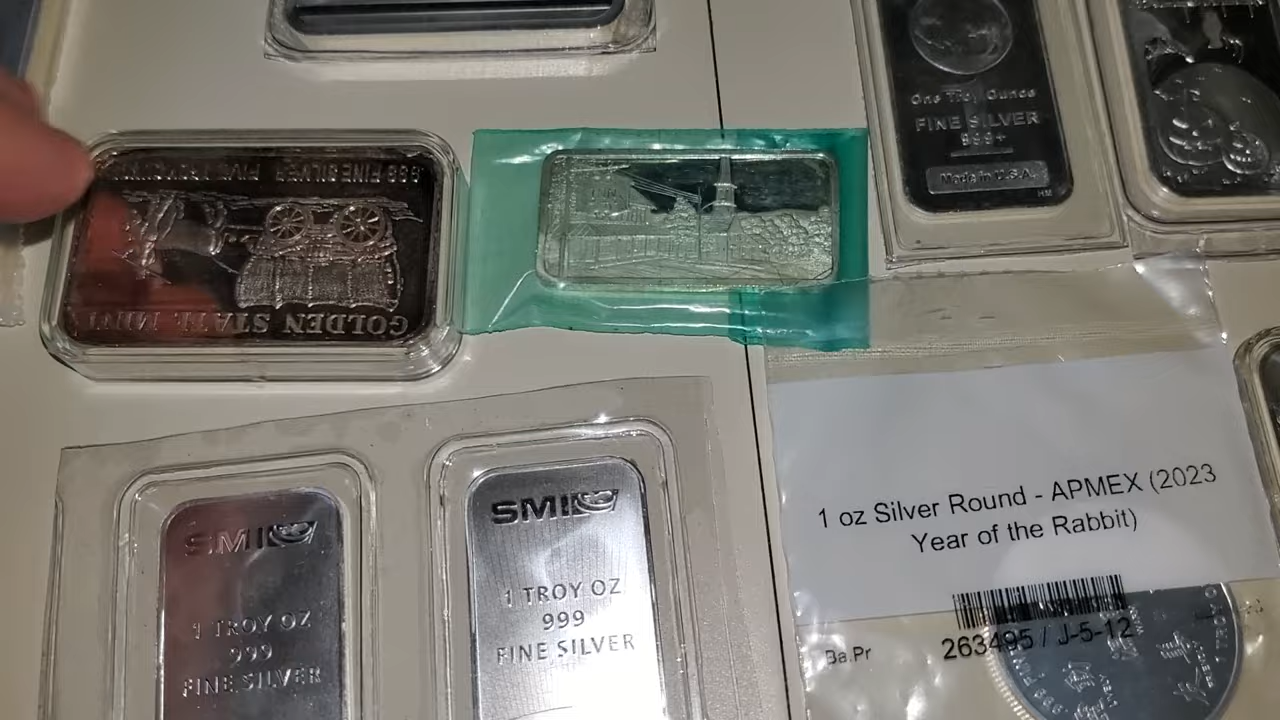 One Troy Ounce
FINE SILVER
999+
Made in U.S.A.
HM
.999 FINE SILVER FIVE
GOLDEN STATE MINT
SMI
1 TROY OZ
999
FINE SILVER
SMI
1 TROY OZ
999
FINE SILVER
1 oz Silver Round - APMEX (2023
Year of the Rabbit)
263495 / J-5-12
Ba.Pr